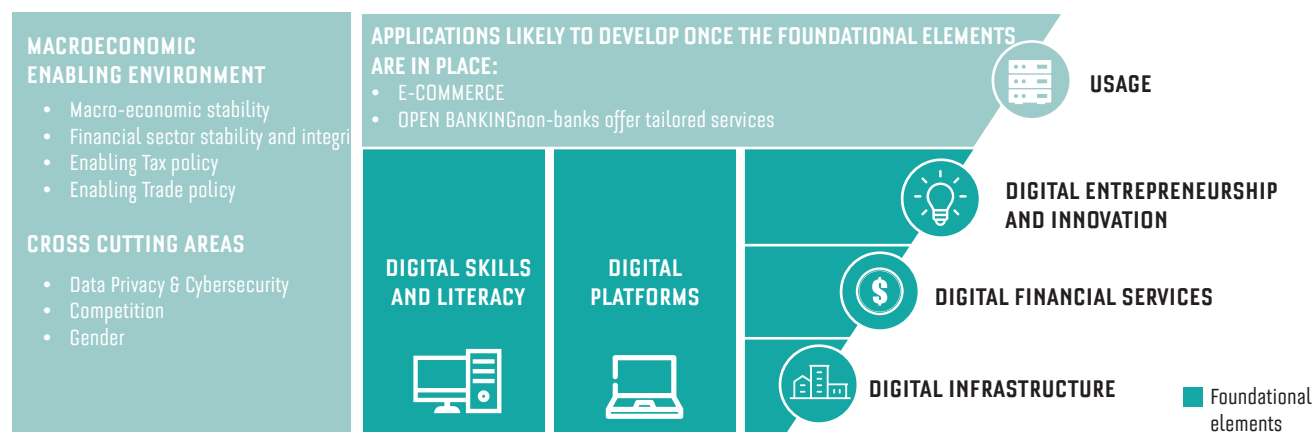 MACROECONOMIC
ENABLING ENVIRONMENT
• Macro-economic stability
• Financial sector stability and integri
• Enabling Tax policy
• Enabling Trade policy
CROSS CUTTING AREAS
• Data Privacy & Cybersecurity
• Competition
• Gender
APPLICATIONS LIKELY TO DEVELOP ONCE THE FOUNDATIONAL ELEMENTS
ARE IN PLACE:
• E-COMMERCE
• OPEN BANKINGnon-banks offer tailored services
DIGITAL SKILLS
AND LITERACY
DIGITAL
PLATFORMS
USAGE
DIGITAL ENTREPRENEURSHIP
AND INNOVATION
$
DIGITAL FINANCIAL SERVICES
DIGITAL INFRASTRUCTURE
Foundational
elements